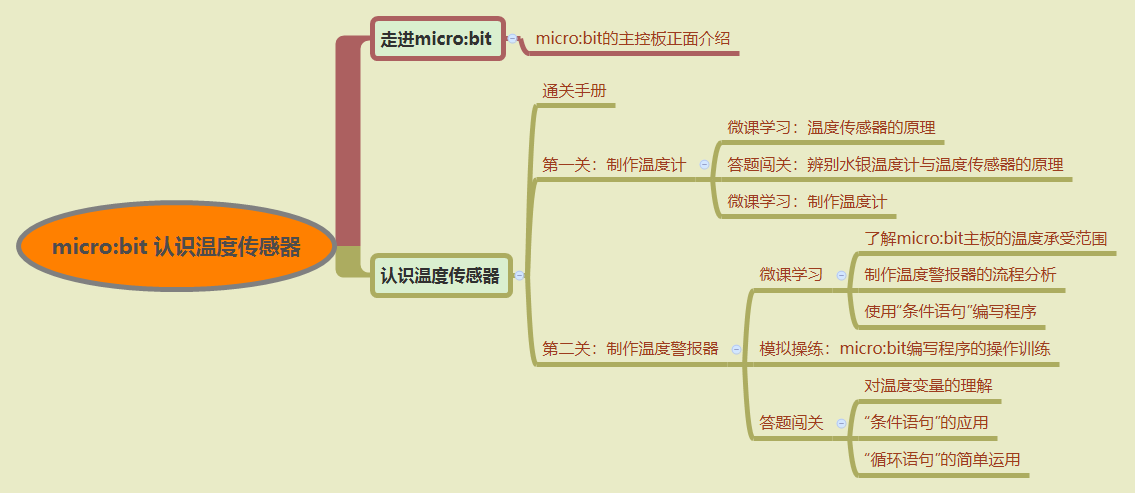 micro:bit 认识温度传感器
走进micro:bit
micro:bit的主控板正面介绍
认识温度传感器
通关手册
第一关：制作温度计
微课学习：温度传感器的原理
答题闯关：辨别水银温度计与温度传感器的原理
微课学习：制作温度计
第二关：制作温度警报器
微课学习
了解micro:bit主板的温度承受范围
制作温度警报器的流程分析
使用“条件语句”编写程序
模拟操练：micro:bit编写程序的操作训练
答题闯关
对温度变量的理解
“条件语句”的应用
“循环语句”的简单运用